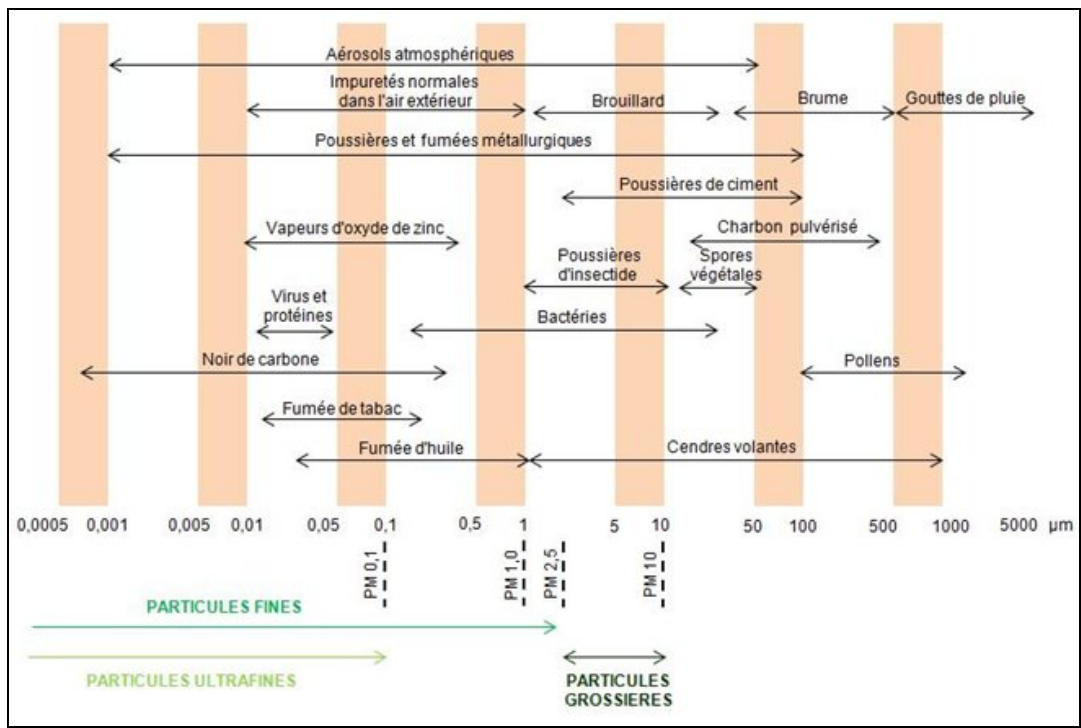 Aérosols atmosphériques
Impuretés normales
dans l'air extérieur
Brouillard
Brume
Gouttes de pluie
Poussières et fumées métallurgiques
Poussières de ciment
Vapeurs d'oxyde de zinc
Charbon pulvérisé
Poussières
d'insectide
Spores
végétales
Virus et
protéines
Bactéries
Noir de carbone
Pollens
Fumée de tabac
Fumée d'huile
Cendres volantes
0,0005 0,001 0,005 0,01 0,05 0,1 0,5 1 5 10 50 100 500 1000 5000 µm
PM 0,1
PM 1,0
PM 2,5
PM 10
PARTICULES FINES
PARTICULES ULTRAFINES
PARTICULES
GROSSIERES